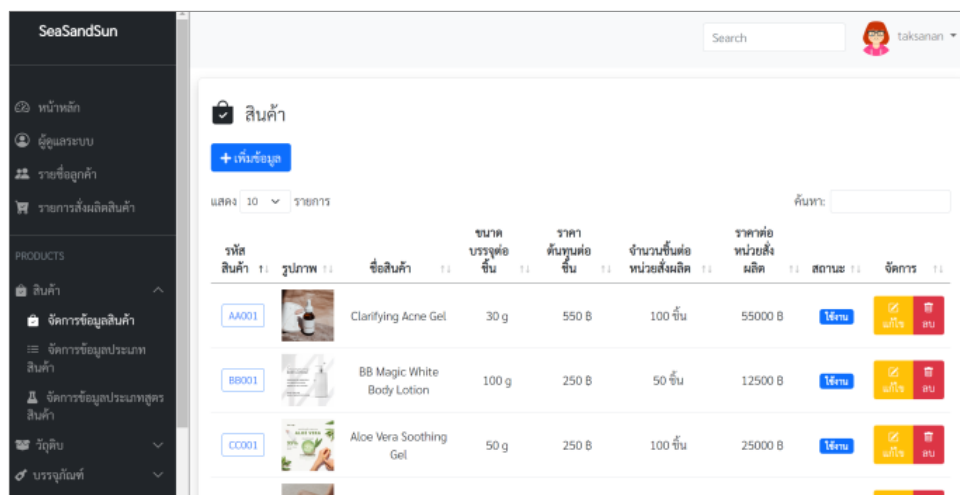 SeaSandSun
Search
taksanan
หน้าหลัก
ผู้ดูแลระบบ
รายชื่อลูกค้า
รายการสั่งผลิตสินค้า
PRODUCTS
สินค้า
จัดการข้อมูลสินค้า
จัดการข้อมูลประเภท
สินค้า
จัดการข้อมูลประเภทสูตร
สินค้า
วัถุดิบ
บรรจุภัณฑ์
สินค้า
+ เพิ่มข้อมูล
แสดง 10 รายการ
ค้นหา:
รหัส
สินค้า
รูปภาพ
ชื่อสินค้า
ขนาด
บรรจุต่อ
ชิ้น
ราคา
ต้นทุนต่อ
ชิ้น
จำนวนชิ้นต่อ
หน่วยสั่งผลิต
ราคาต่อ
หน่วยสั่ง
ผลิต
สถานะ
จัดการ
AA001
Clarifying Acne Gel
30 g
550 B
100 ชิ้น
55000 B
ใช้งาน
แก้ไข
ลบ
BB001
BB Magic White
Body Lotion
100 g
250 B
50 ชิ้น
12500 B
ใช้งาน
แก้ไข
ลบ
CC001
ALOE VERA
Aloe Vera Soothing
Gel
50 g
250 B
100 ชิ้น
25000 B
ใช้งาน
แก้ไข
ลบ